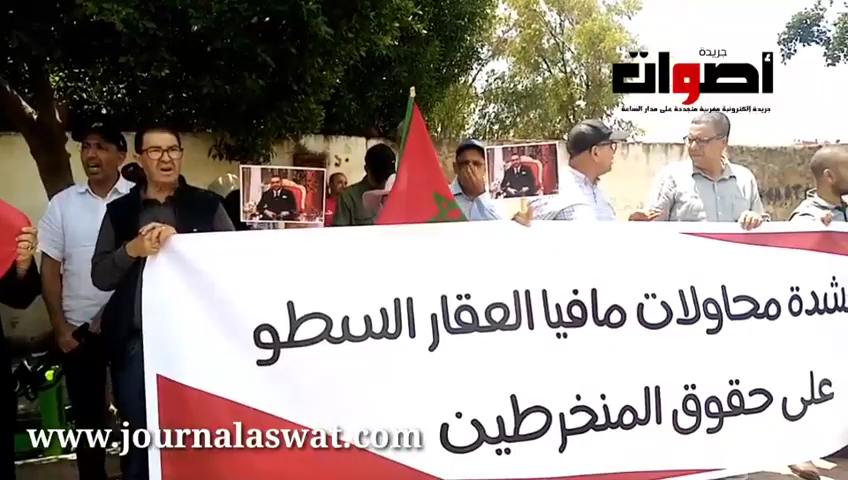 جريدة
أصوات
جريدة إلكترونية مغربية متجددة على مدار الساعة
بشدة محاولات مافيا العقار السطو
على حقوق المنخرطين
www.journalaswat.com